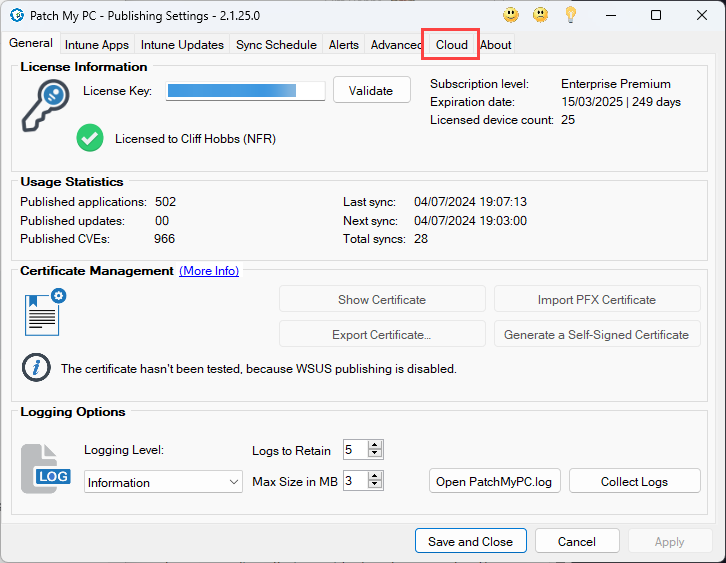 Patch My PC - Publishing Settings - 2.1.25.0
General Intune Apps Intune Updates Sync Schedule Alerts Advanced Cloud About
License Information
License Key: Validate
Subscription level: Enterprise Premium
Expiration date: 15/03/2025 | 249 days
Licensed device count: 25
Licensed to Cliff Hobbs (NFR)
Usage Statistics
Published applications: 502
Published updates: 00
Published CVEs: 966
Last sync: 04/07/2024 19:07:13
Next sync: 04/07/2024 19:03:00
Total syncs: 28
Certificate Management (More Info)
Show Certificate Import PFX Certificate
Export Certificate... Generate a Self-Signed Certificate
The certificate hasn't been tested, because WSUS publishing is disabled.
Logging Options
LOG
Logging Level:
Information
Logs to Retain 5
Max Size in MB 3
Open PatchMyPC.log Collect Logs
Save and Close Cancel Apply